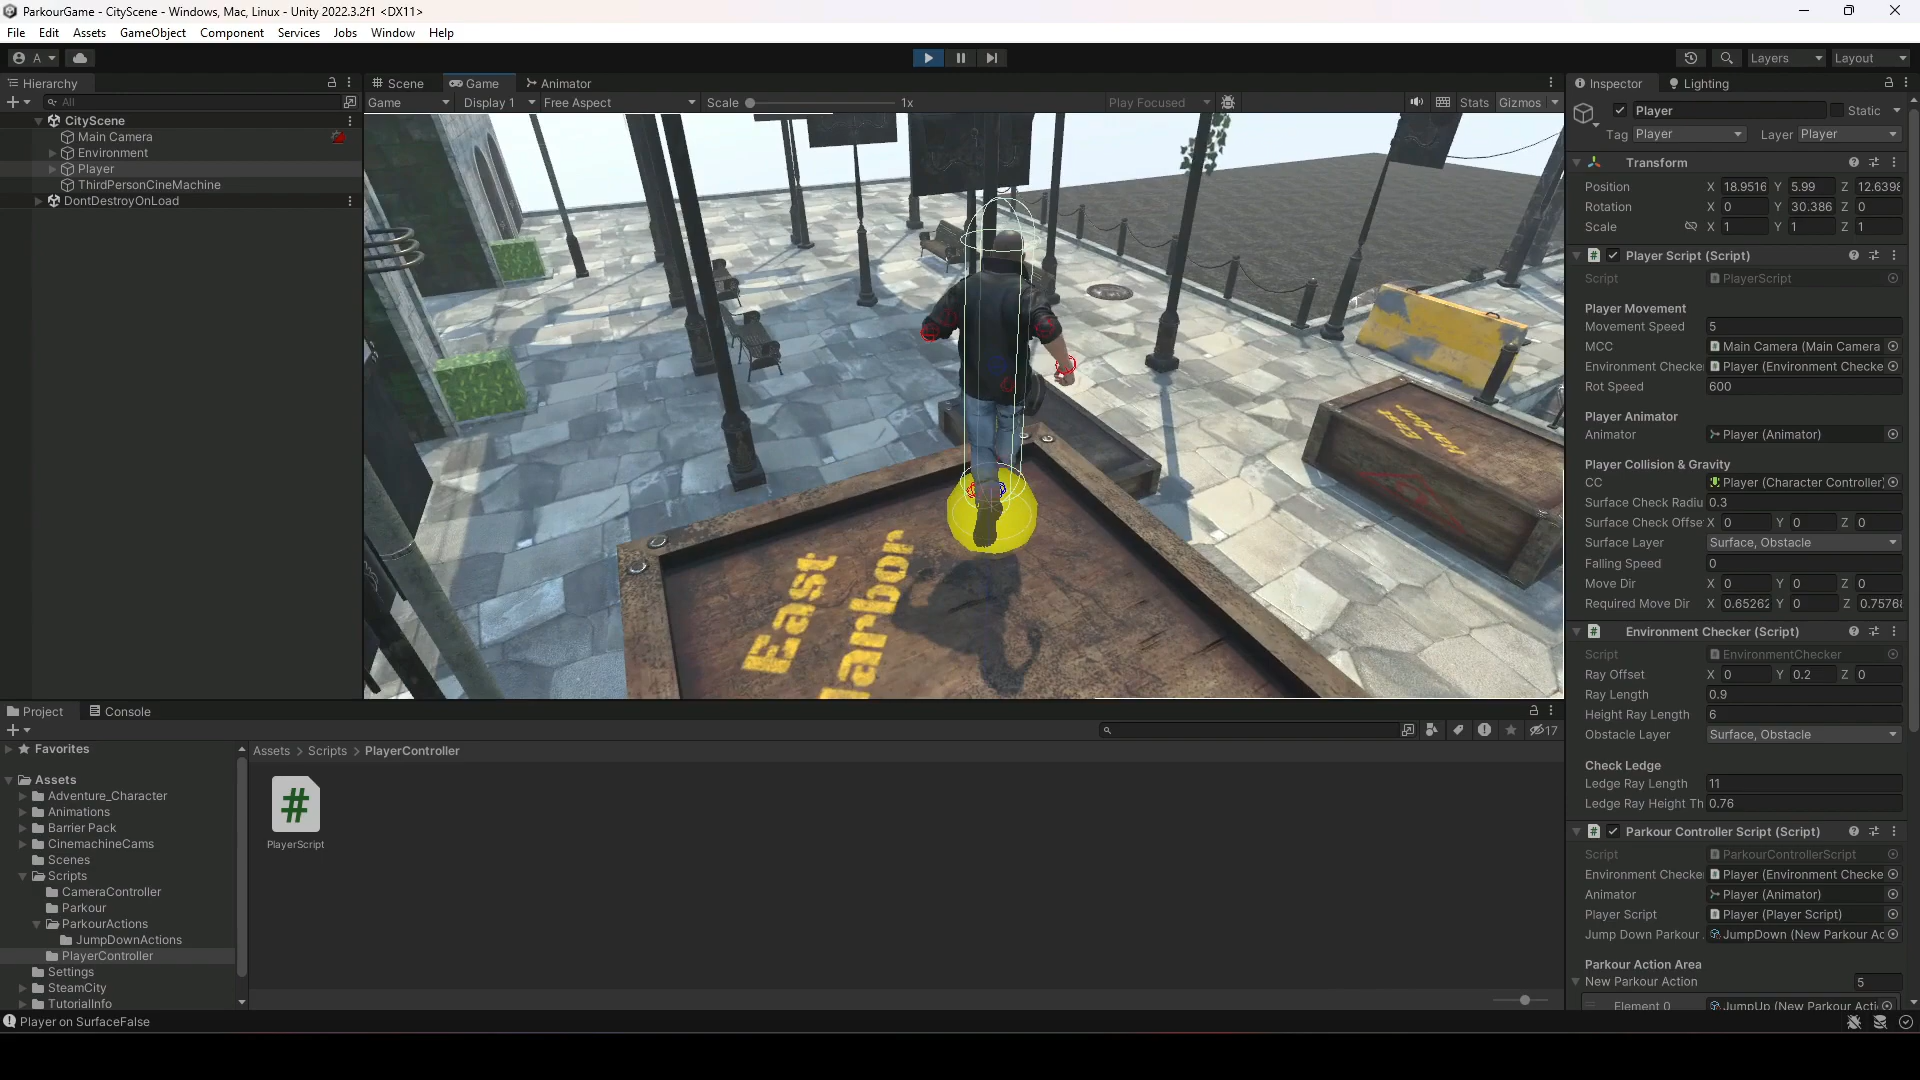 ParkourGame - CityScene - Windows, Mac, Linux - Unity 2022.3.2f1 <DX11>
File Edit Assets GameObject Component Services Jobs Window Help
A Layers Layout
Hierarchy
All
CityScene
Main Camera
Environment
Player
ThirdPersonCineMachine
DontDestroyOnLoad
Scene Game Animator
Game Display 1 Free Aspect Scale 1x Play Focused Stats Gizmos
East
Harbor
East
arbor
Inspector Lighting
Player Static
Tag Player Layer Player
Transform
Position X 18.9516 Y 5.99 Z 12.6398
Rotation X 0 Y 30.386 Z 0
Scale X 1 Y 1 Z 1
Player Script (Script)
Script PlayerScript
Player Movement
Movement Speed 5
MCC Main Camera (Main Camera
Environment Checke Player (Environment Checke
Rot Speed 600
Player Animator
Animator Player (Animator)
Player Collision & Gravity
CC Player (Character Controller)
Surface Check Radiu 0.3
Surface Check Offse X 0 Y 0 Z 0
Surface Layer Surface, Obstacle
Falling Speed 0
Move Dir X 0 Y 0 Z 0
Required Move Dir X 0.65262 Y 0 Z 0.75768
Environment Checker (Script)
Script EnvironmentChecker
Ray Offset X 0 Y 0.2 Z 0
Ray Length 0.9
Height Ray Length 6
Obstacle Layer Surface, Obstacle
Check Ledge
Ledge Ray Length 11
Ledge Ray Height Th 0.76
Parkour Controller Script (Script)
Script ParkourControllerScript
Environment Checke Player (Environment Checke
Animator Player (Animator)
Player Script Player (Player Script)
Jump Down Parkour JumpDown (New Parkour Ac
Parkour Action Area
New Parkour Action 5
Element 0 JumpUp (New Parkour Acti
Project Console
17
Favorites
Assets
Adventure_Character
Animations
Barrier Pack
CinemachineCams
Scenes
Scripts
CameraController
Parkour
ParkourActions
JumpDownActions
PlayerController
Settings
SteamCity
TutorialInfo
Assets > Scripts > PlayerController
PlayerScript
Player on SurfaceFalse